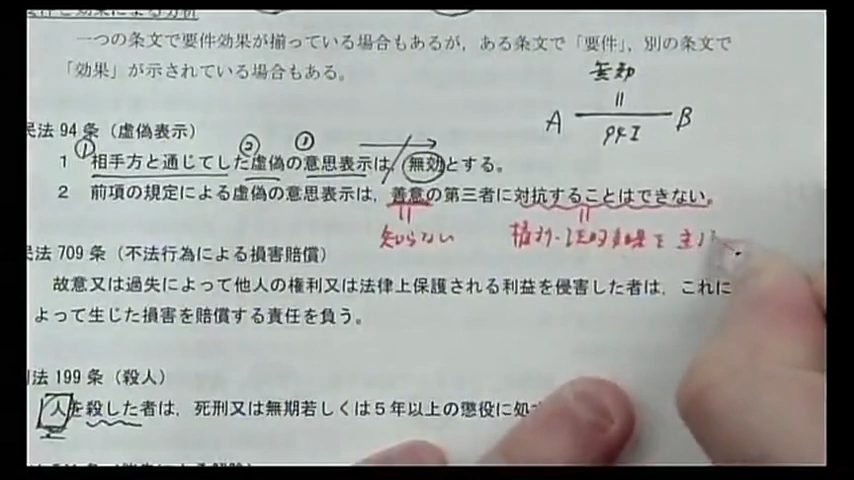 要件と効果による分析
一つの条文で要件効果が揃っている場合もあるが，ある条文で「要件」，別の条文で
「効果」が示されている場合もある。
無効
||
A B
94I
民法 94 条（虚偽表示）
① ② ③
1 相手方と通じてした虚偽の意思表示は，無効とする。
2 前項の規定による虚偽の意思表示は，善意の第三者に対抗することはできない。
|| ||
知らない 権利・法的効果を主
民法 709 条（不法行為による損害賠償）
故意又は過失によって他人の権利又は法律上保護される利益を侵害した者は，これに
よって生じた損害を賠償する責任を負う。
刑法 199 条（殺人）
人を殺した者は，死刑又は無期若しくは５年以上の懲役に処